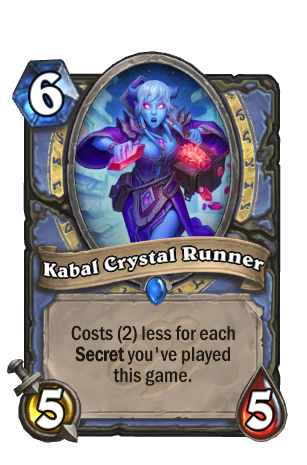 6
Kabal Crystal Runner
Costs (2) less for each
Secret you've played
this game.
5
5